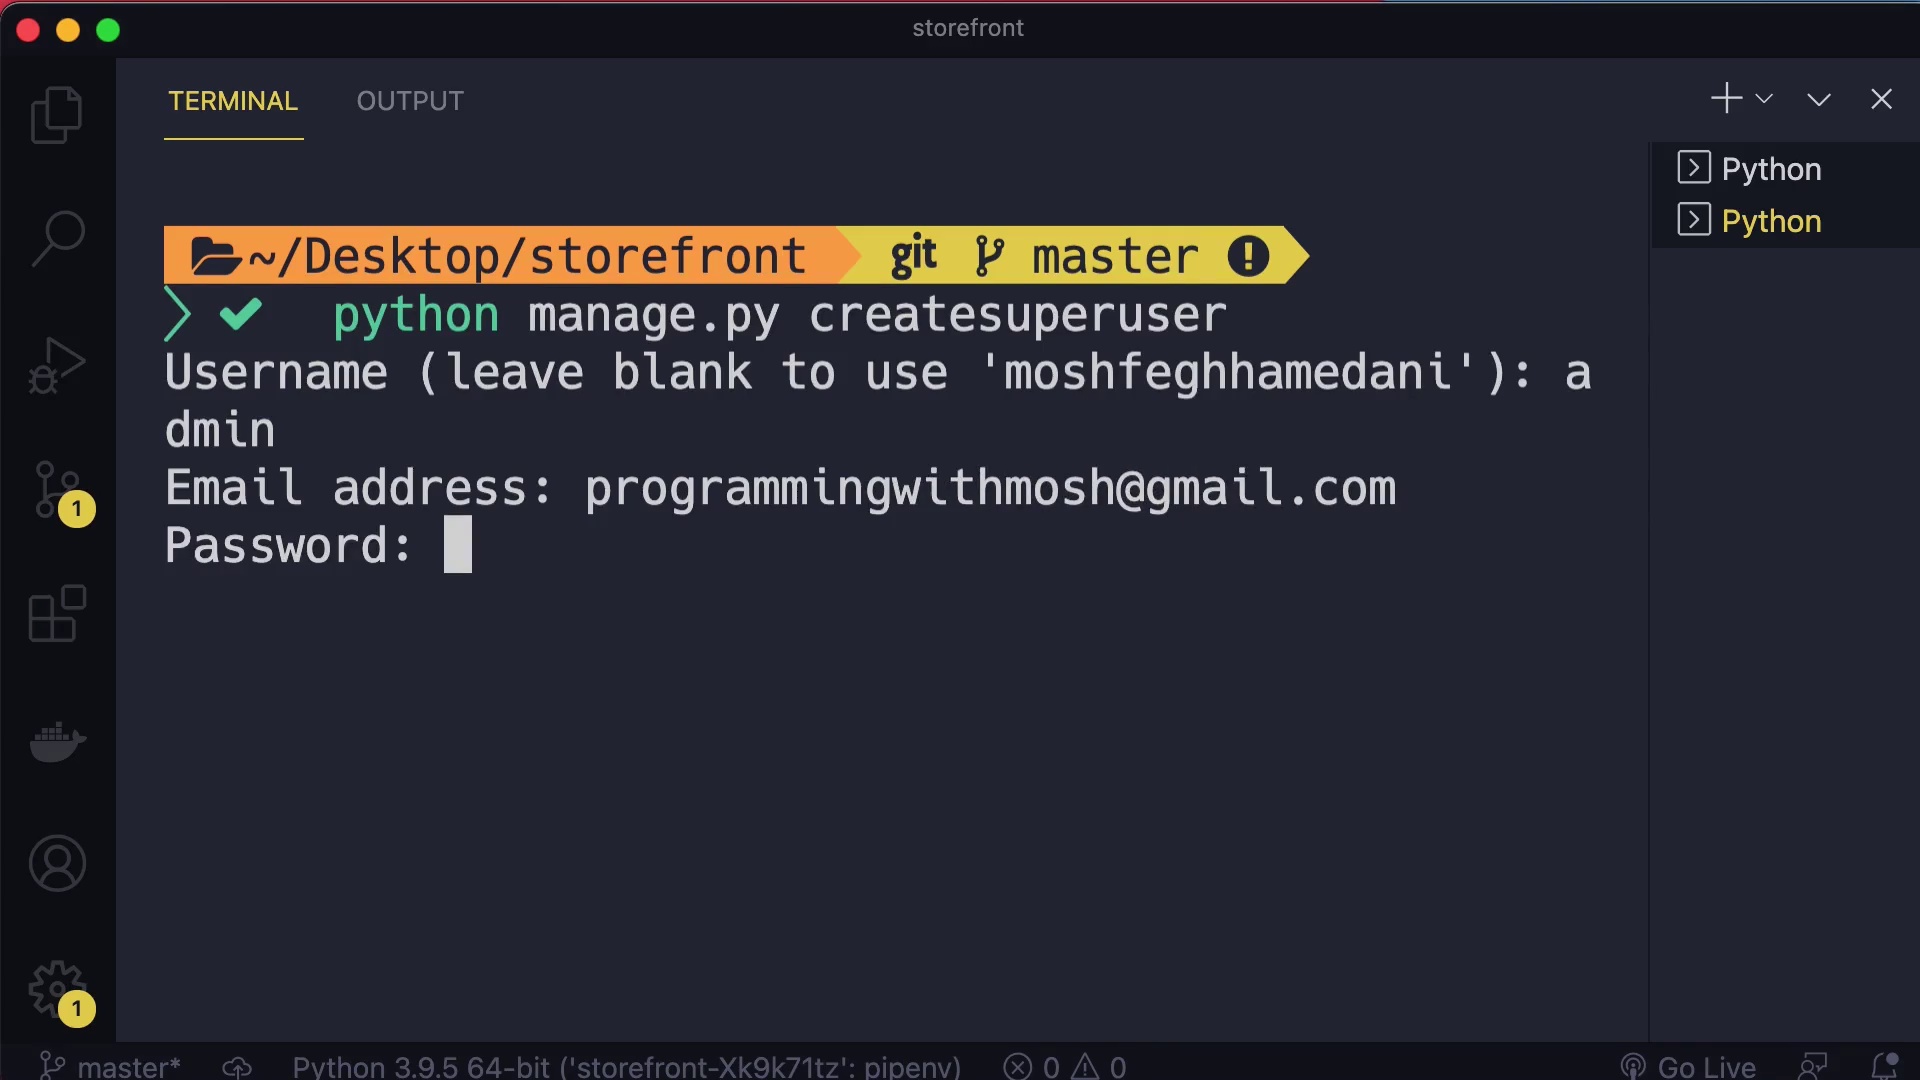 storefront
TERMINAL OUTPUT
Python
Python
~/Desktop/storefront git master
python manage.py createsuperuser
Username (leave blank to use 'moshfeghhamedani'): a
dmin
Email address: programmingwithmosh@gmail.com
Password:
1
1
master* Python 3.9.5 64-bit ('storefront-Xk9k71tz': pipenv) 0 0 Go Live